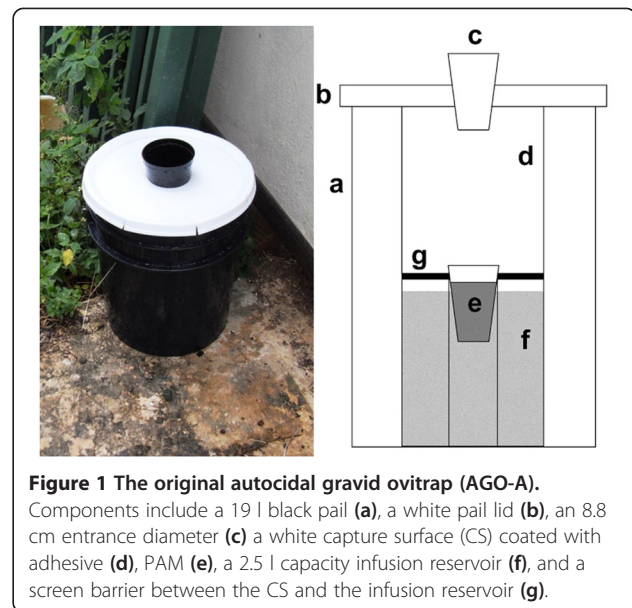 c
b
d
a
g
e
f
Figure 1 The original autocidal gravid ovitrap (AGO-A).
Components include a 19 l black pail (a), a white pail lid (b), an 8.8
cm entrance diameter (c) a white capture surface (CS) coated with
adhesive (d), PAM (e), a 2.5 l capacity infusion reservoir (f), and a
screen barrier between the CS and the infusion reservoir (g).